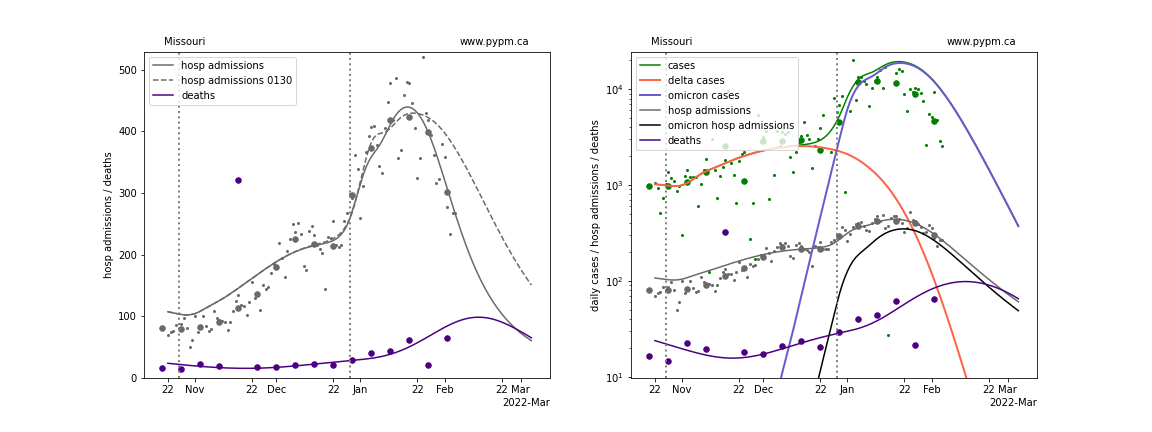 Missouri
www.pypm.ca
hosp admissions
hosp admissions 0130
deaths
hosp admissions / deaths
500
400
300
200
100
0
22 Nov 22 Dec 22 Jan 22 Feb 22 Mar
2022-Mar
Missouri
www.pypm.ca
cases
delta cases
omicron cases
hosp admissions
omicron hosp admissions
deaths
daily cases / hosp admissions / deaths
10⁴
10³
10²
10¹
22 Nov 22 Dec 22 Jan 22 Feb 22 Mar
2022-Mar